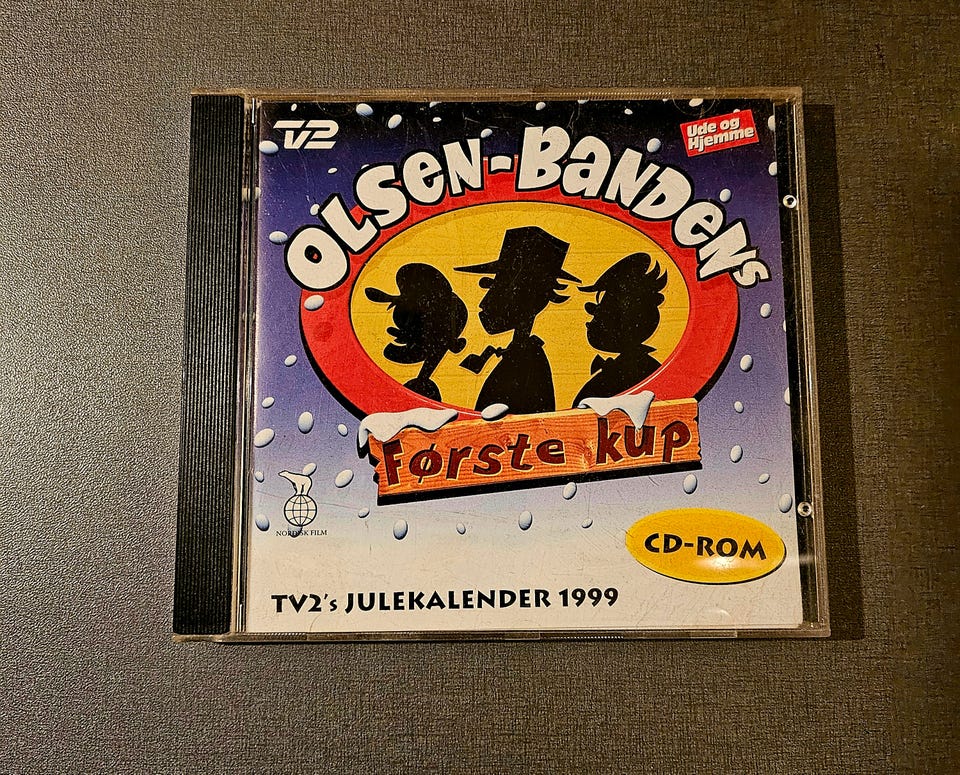 TV2
Ude og
Hjemme
OLSEN-BANDENS
Første kup
NORDISK FILM
CD-ROM
TV2's JULEKALENDER 1999